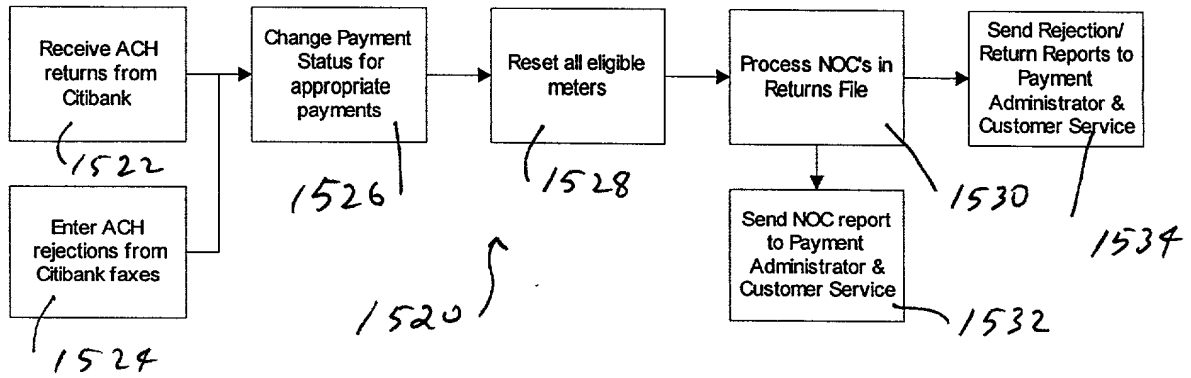 Receive ACH
returns from
Citibank
1522
Enter ACH
rejections from
Citibank faxes
1524
Change Payment
Status for
appropriate
payments
1526
Reset all eligible
meters
1528
1520
Process NOC's in
Returns File
1530
Send NOC report
to Payment
Administrator &
Customer Service
1532
Send Rejection/
Return Reports to
Payment
Administrator &
Customer Service
1534